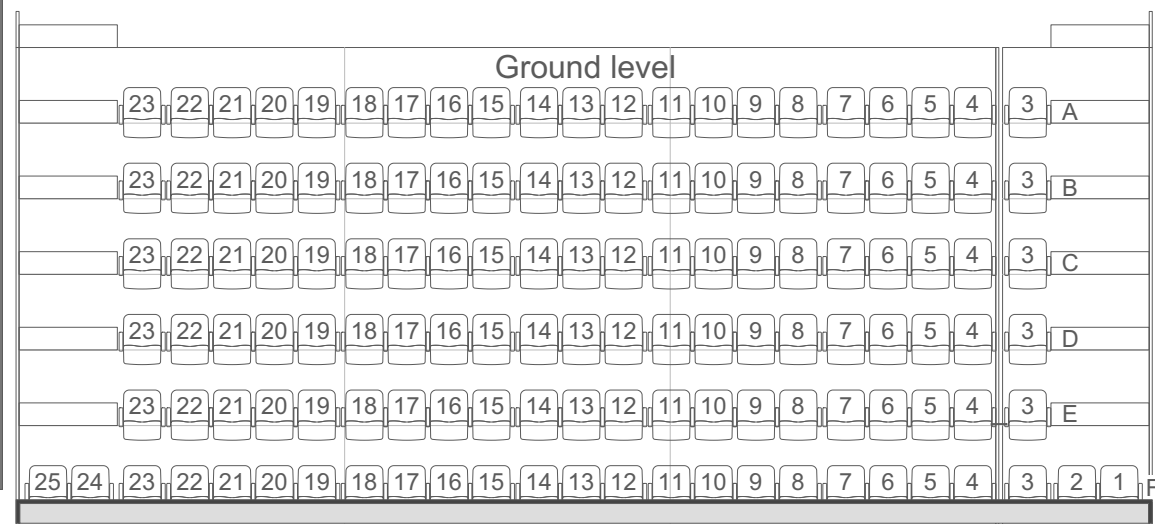 Ground level
23 22 21 20 19 18 17 16 15 14 13 12 11 10 9 8 7 6 5 4 3 A
23 22 21 20 19 18 17 16 15 14 13 12 11 10 9 8 7 6 5 4 3 B
23 22 21 20 19 18 17 16 15 14 13 12 11 10 9 8 7 6 5 4 3 C
23 22 21 20 19 18 17 16 15 14 13 12 11 10 9 8 7 6 5 4 3 D
23 22 21 20 19 18 17 16 15 14 13 12 11 10 9 8 7 6 5 4 3 E
25 24 23 22 21 20 19 18 17 16 15 14 13 12 11 10 9 8 7 6 5 4 3 2 1 F